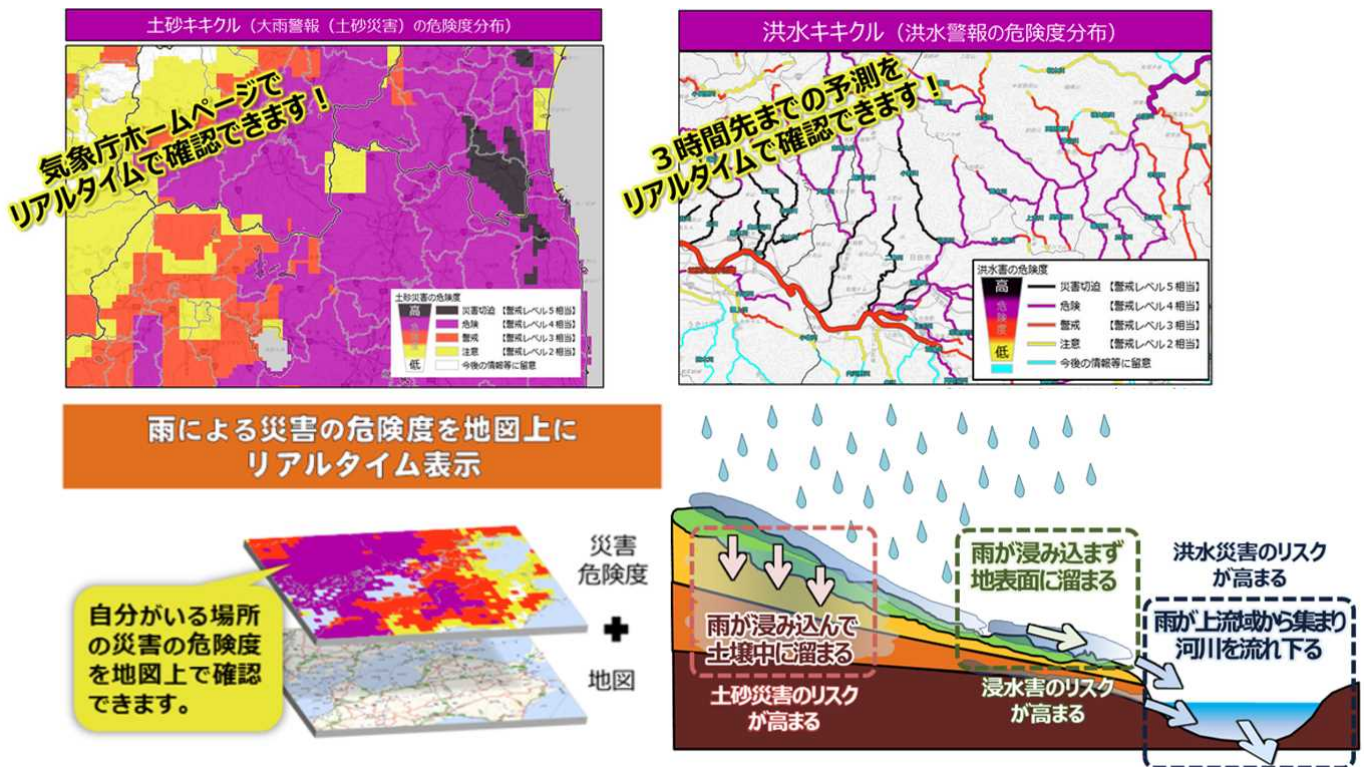 土砂キキクル（大雨警報（土砂災害）の危険度分布）
気象庁ホームページで
リアルタイムで確認できます！
土砂災害の危険度
高
危険度
低
災害切迫 【警戒レベル5相当】
危険 【警戒レベル4相当】
警戒 【警戒レベル3相当】
注意 【警戒レベル2相当】
今後の情報等に留意
洪水キキクル（洪水警報の危険度分布）
３時間先までの予測を
リアルタイムで確認できます！
洪水害の危険度
高
危険度
低
災害切迫 【警戒レベル5相当】
危険 【警戒レベル4相当】
警戒 【警戒レベル3相当】
注意 【警戒レベル2相当】
今後の情報等に留意
雨による災害の危険度を地図上に
リアルタイム表示
自分がいる場所
の災害の危険度
を地図上で確認
できます。
災害
危険度
+
地図
雨が浸み込んで
土壌中に溜まる
土砂災害のリスク
が高まる
雨が浸み込まず
地表面に溜まる
浸水害のリスク
が高まる
洪水災害のリスク
が高まる
雨が上流域から集まり
河川を流れ下る